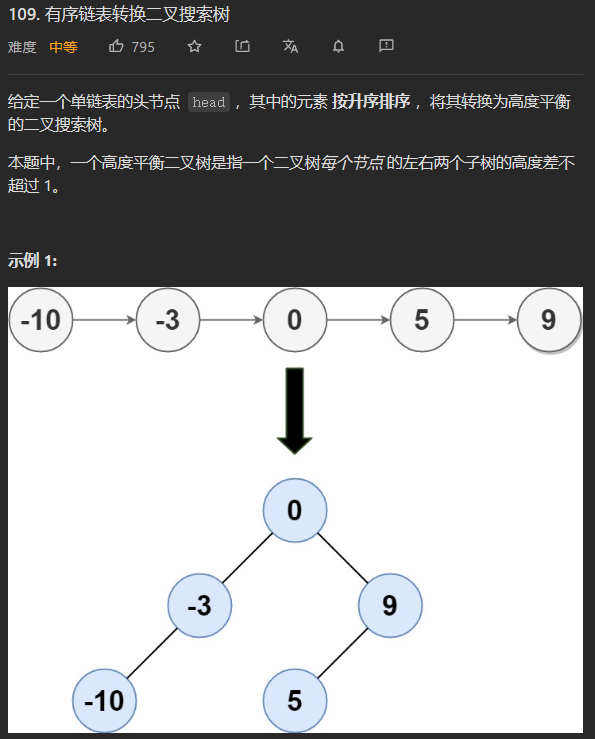 109. 有序链表转换二叉搜索树
难度 中等 795
给定一个单链表的头节点 head ，其中的元素 按升序排序 ，将其转换为高度平衡
的二叉搜索树。
本题中，一个高度平衡二叉树是指一个二叉树每个节点 的左右两个子树的高度差不
超过 1。
示例 1:
-10 -3 0 5 9
0
-3 9
-10 5